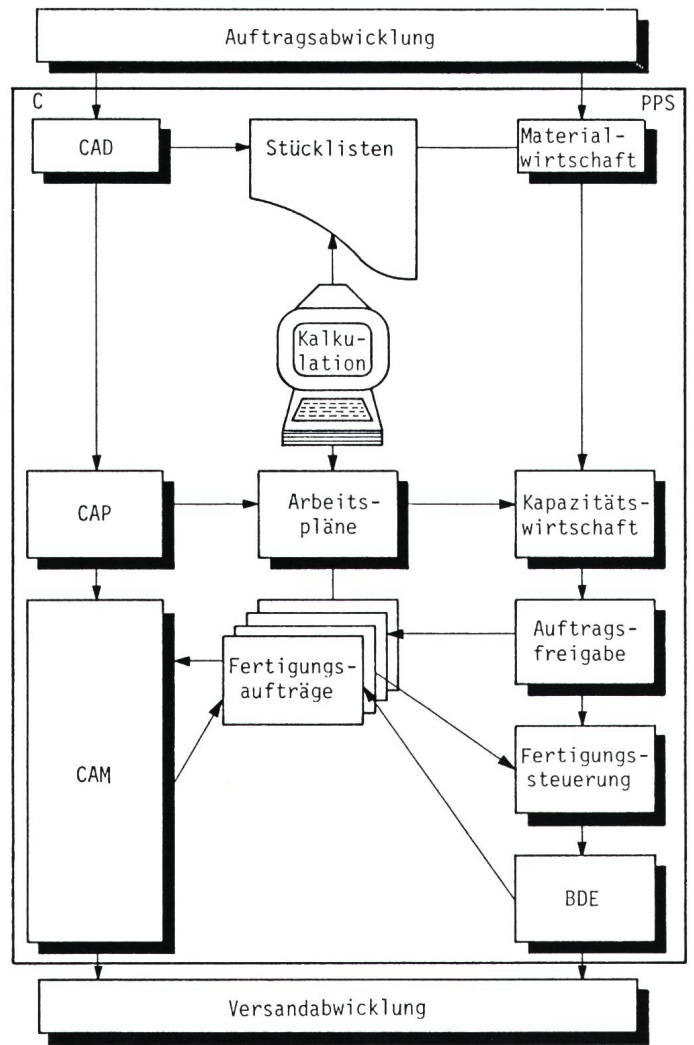 Auftragsabwicklung
C
PPS
CAD
Stücklisten
Material-
wirtschaft
Kalku-
lation
CAP
Arbeits-
pläne
Kapazitäts-
wirtschaft
Auftrags-
freigabe
Fertigungs-
aufträge
Fertigungs-
steuerung
CAM
BDE
Versandabwicklung